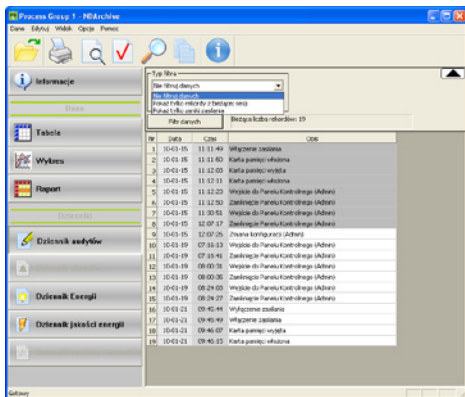 Process Group 1 - NDArchive
Dane Edytuj Widok Opcje Pomoc
Informacje
Dane
Tabela
Wykres
Raport
Dzienniki
Dziennik audytów
Dziennik Energii
Dziennik jakości energii
Typ filtra
Nie filtruj danych
Nie filtruj danych
Pokaż tylko rekordy z bieżącej sesji
Pokaż tylko zaniki zasilania
Filtr danych
Bieżąca liczba rekordów: 19
Nr Data Czas Opis
1 10-01-15 11:11:49 Włączenie zasilania
2 10-01-15 11:11:50 Karta pamięci włożona
3 10-01-15 11:12:03 Karta pamięci wyjęta
4 10-01-15 11:12:11 Karta pamięci włożona
5 10-01-15 11:12:23 Wejście do Panelu Kontrolnego (Admin)
6 10-01-15 11:12:50 Zamknięcie Panelu Kontrolnego (Admin)
7 10-01-15 11:30:51 Wejście do Panelu Kontrolnego (Admin)
8 10-01-15 12:07:17 Zamknięcie Panelu Kontrolnego (Admin)
9 10-01-15 12:07:25 Zmiana konfiguracji (Admin)
10 10-01-19 07:15:13 Wejście do Panelu Kontrolnego (Admin)
11 10-01-19 07:15:41 Zamknięcie Panelu Kontrolnego (Admin)
12 10-01-19 08:00:31 Wejście do Panelu Kontrolnego (Admin)
13 10-01-19 08:00:36 Zamknięcie Panelu Kontrolnego (Admin)
14 10-01-19 08:24:03 Wejście do Panelu Kontrolnego (Admin)
15 10-01-19 08:24:27 Zamknięcie Panelu Kontrolnego (Admin)
16 10-01-21 09:45:44 Wyłączenie zasilania
17 10-01-21 09:45:49 Włączenie zasilania
18 10-01-21 09:46:07 Karta pamięci wyjęta
19 10-01-21 09:46:15 Karta pamięci włożona
Gotowy